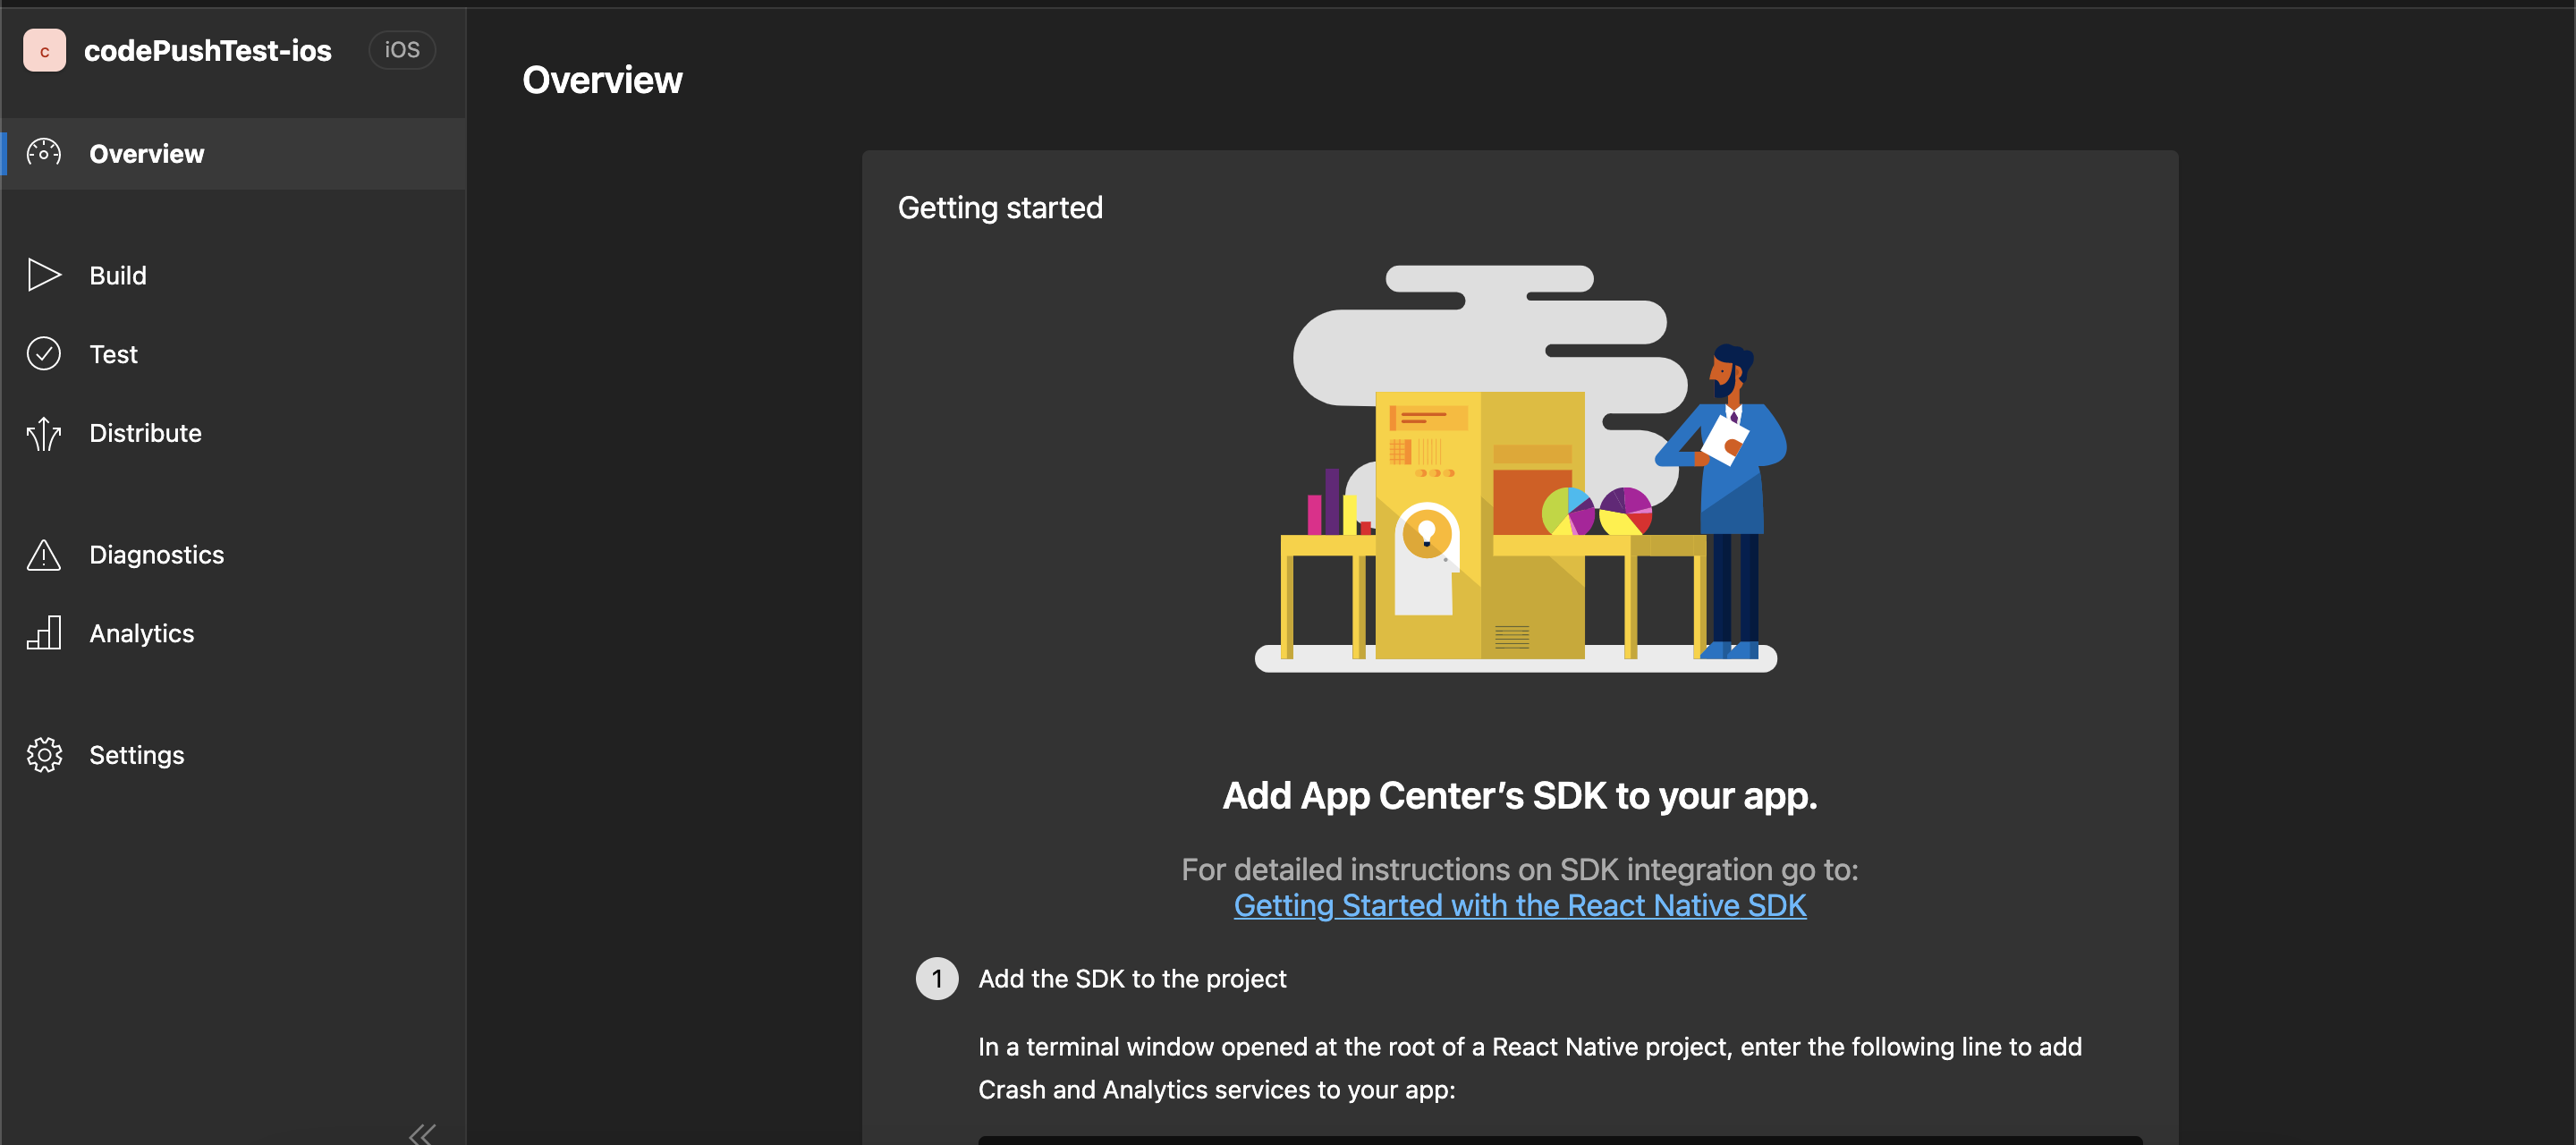 c codePushTest-ios iOS
Overview
Build
Test
Distribute
Diagnostics
Analytics
Settings
Overview
Getting started
Add App Center’s SDK to your app.
For detailed instructions on SDK integration go to:
Getting Started with the React Native SDK
1 Add the SDK to the project
In a terminal window opened at the root of a React Native project, enter the following line to add
Crash and Analytics services to your app: